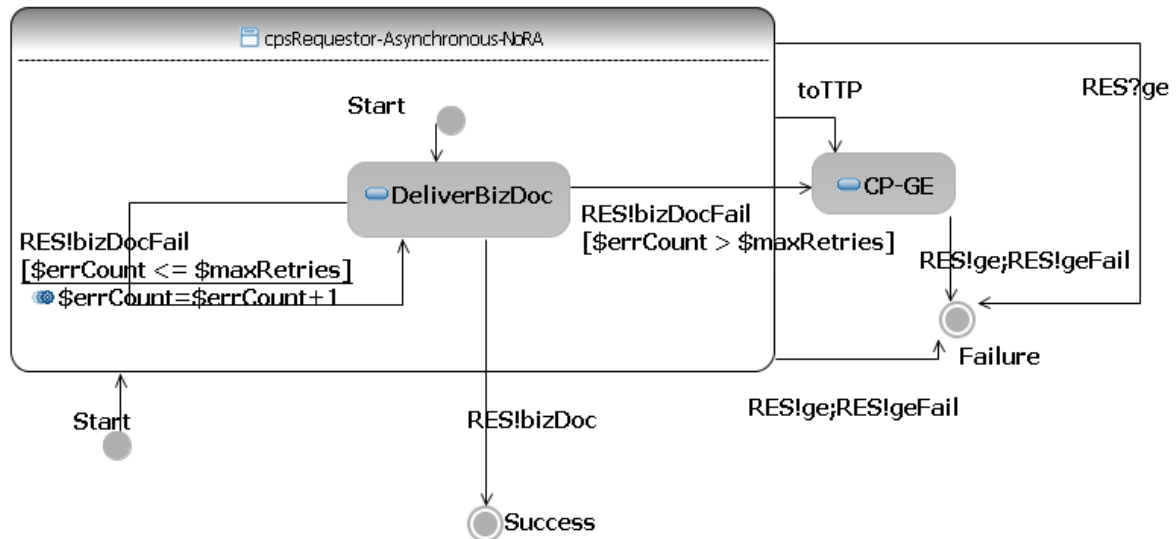 cpsRequestor-Asynchronous-NoRA
toTTP
RES?ge
Start
DeliverBizDoc
CP-GE
RES!bizDocFail
[$errCount > $maxRetries]
RES!bizDocFail
[$errCount <= $maxRetries]
$errCount=$errCount+1
RES!ge;RES!geFail
Failure
Start
RES!bizDoc
RES!ge;RES!geFail
Success